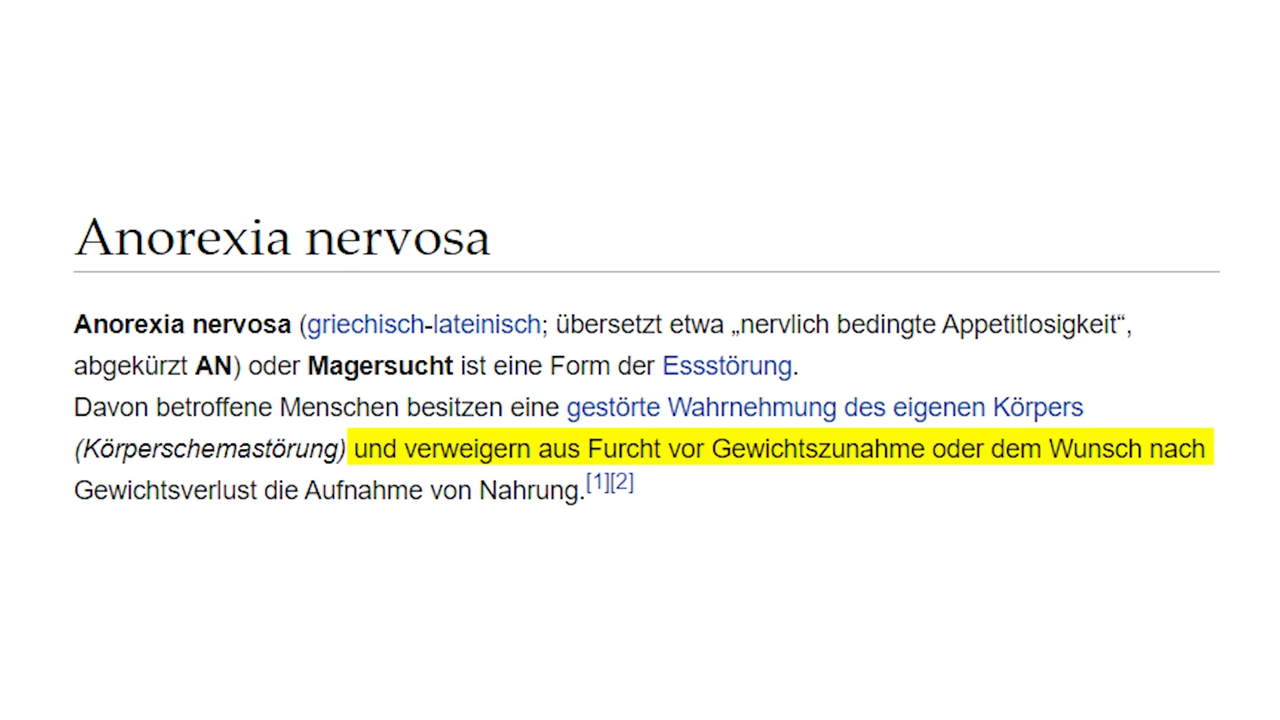 Anorexia nervosa
Anorexia nervosa (griechisch-lateinisch; übersetzt etwa „nervlich bedingte Appetitlosigkeit“,
abgekürzt AN) oder Magersucht ist eine Form der Essstörung.
Davon betroffene Menschen besitzen eine gestörte Wahrnehmung des eigenen Körpers
(Körperschemastörung) und verweigern aus Furcht vor Gewichtszunahme oder dem Wunsch nach
Gewichtsverlust die Aufnahme von Nahrung.[1][2]